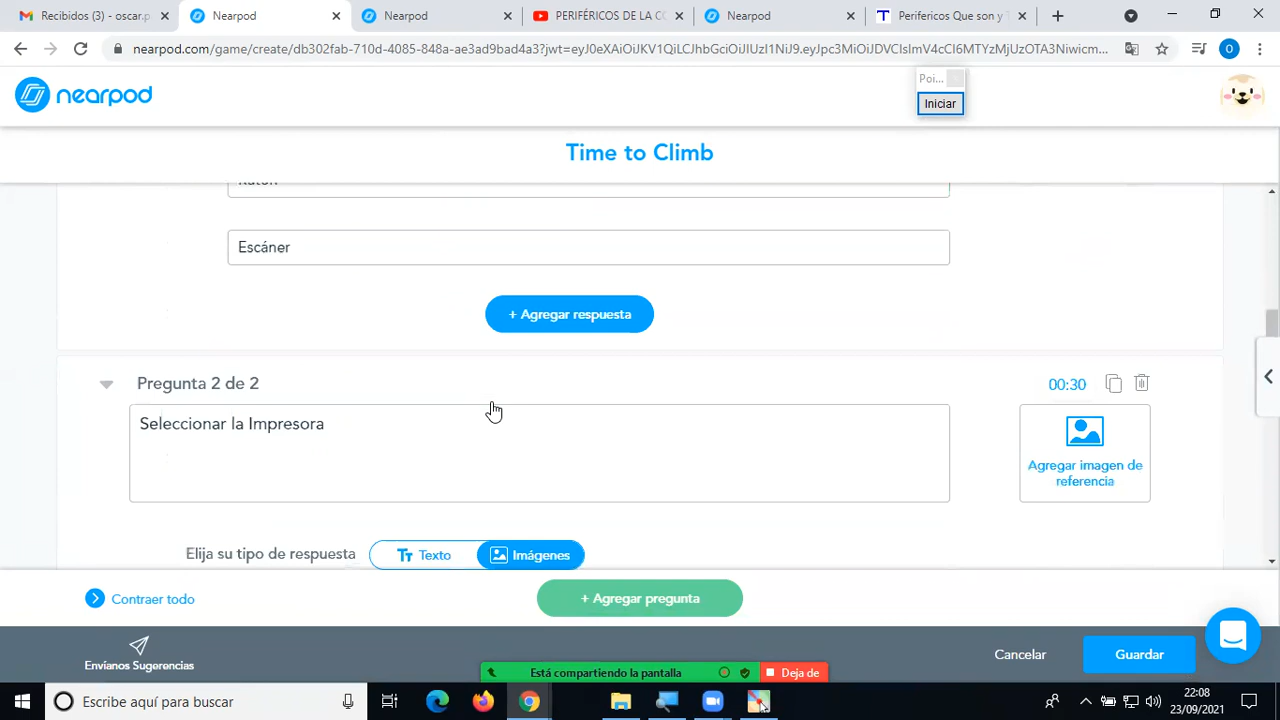 Recibidos (3) - oscar.p
Nearpod
Nearpod
PERIFÉRICOS DE LA CO
Nearpod
Perifericos Que son y T
nearpod.com/game/create/db302fab-710d-4085-848a-ae3ad9bad4a3?jwt=eyJ0eXAiOiJKV1QiLCJhbGciOiJIUzI1NiJ9.eyJpc3MiOiJDVClsImV4cCI6MTYzMjUzOTA3Niwicm...
O
nearpod
Poi...
Iniciar
Time to Climb
Ratón
Escáner
+ Agregar respuesta
Pregunta 2 de 2
00:30
Seleccionar la Impresora
Agregar imagen de
referencia
Elija su tipo de respuesta
Texto
Imágenes
Contraer todo
+ Agregar pregunta
Envianos Sugerencias
Cancelar
Guardar
Está compartiendo la pantalla
Deja de
Escribe aquí para buscar
22:08
23/09/2021